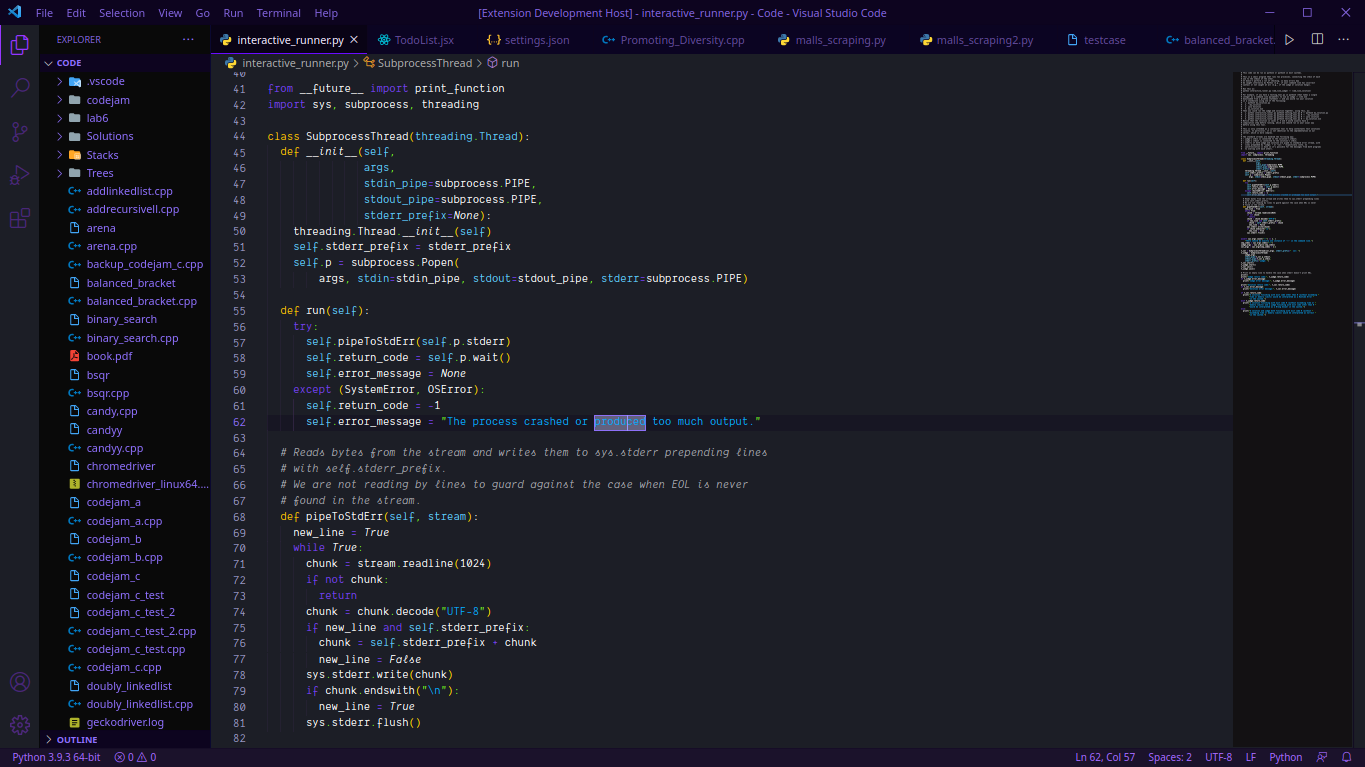 File Edit Selection View Go Run Terminal Help [Extension Development Host] - interactive_runner.py - Code - Visual Studio Code
EXPLORER ···
interactive_runner.py TodoList.jsx settings.json Promoting_Diversity.cpp malls_scraping.py malls_scraping2.py testcase balanced_bracket.
CODE
interactive_runner.py > SubprocessThread > run
.vscode
codejam
lab6
Solutions
Stacks
Trees
addlinkedlist.cpp
addrecursivell.cpp
arena
arena.cpp
backup_codejam_c.cpp
balanced_bracket
balanced_bracket.cpp
binary_search
binary_search.cpp
book.pdf
bsqr
bsqr.cpp
candy.cpp
candyy
candyy.cpp
chromedriver
chromedriver_linux64....
codejam_a
codejam_a.cpp
codejam_b
codejam_b.cpp
codejam_c
codejam_c_test
codejam_c_test_2
codejam_c_test_2.cpp
codejam_c_test.cpp
codejam_c.cpp
doubly_linkedlist
doubly_linkedlist.cpp
geckodriver.log
OUTLINE
40
41 from __future__ import print_function
42 import sys, subprocess, threading
43
44 class SubprocessThread(threading.Thread):
45 def __init__(self,
46 args,
47 stdin_pipe=subprocess.PIPE,
48 stdout_pipe=subprocess.PIPE,
49 stderr_prefix=None):
50 threading.Thread.__init__(self)
51 self.stderr_prefix = stderr_prefix
52 self.p = subprocess.Popen(
53 args, stdin=stdin_pipe, stdout=stdout_pipe, stderr=subprocess.PIPE)
54
55 def run(self):
56 try:
57 self.pipeToStdErr(self.p.stderr)
58 self.return_code = self.p.wait()
59 self.error_message = None
60 except (SystemError, OSError):
61 self.return_code = -1
62 self.error_message = "The process crashed or produced too much output."
63
64 # Reads bytes from the stream and writes them to sys.stderr prepending lines
65 # with self.stderr_prefix.
66 # We are not reading by lines to guard against the case when EOL is never
67 # found in the stream.
68 def pipeToStdErr(self, stream):
69 new_line = True
70 while True:
71 chunk = stream.readline(1024)
72 if not chunk:
73 return
74 chunk = chunk.decode("UTF-8")
75 if new_line and self.stderr_prefix:
76 chunk = self.stderr_prefix + chunk
77 new_line = False
78 sys.stderr.write(chunk)
79 if chunk.endswith("\n"):
80 new_line = True
81 sys.stderr.flush()
82
Python 3.9.3 64-bit 0 0 Ln 62, Col 57 Spaces: 2 UTF-8 LF Python